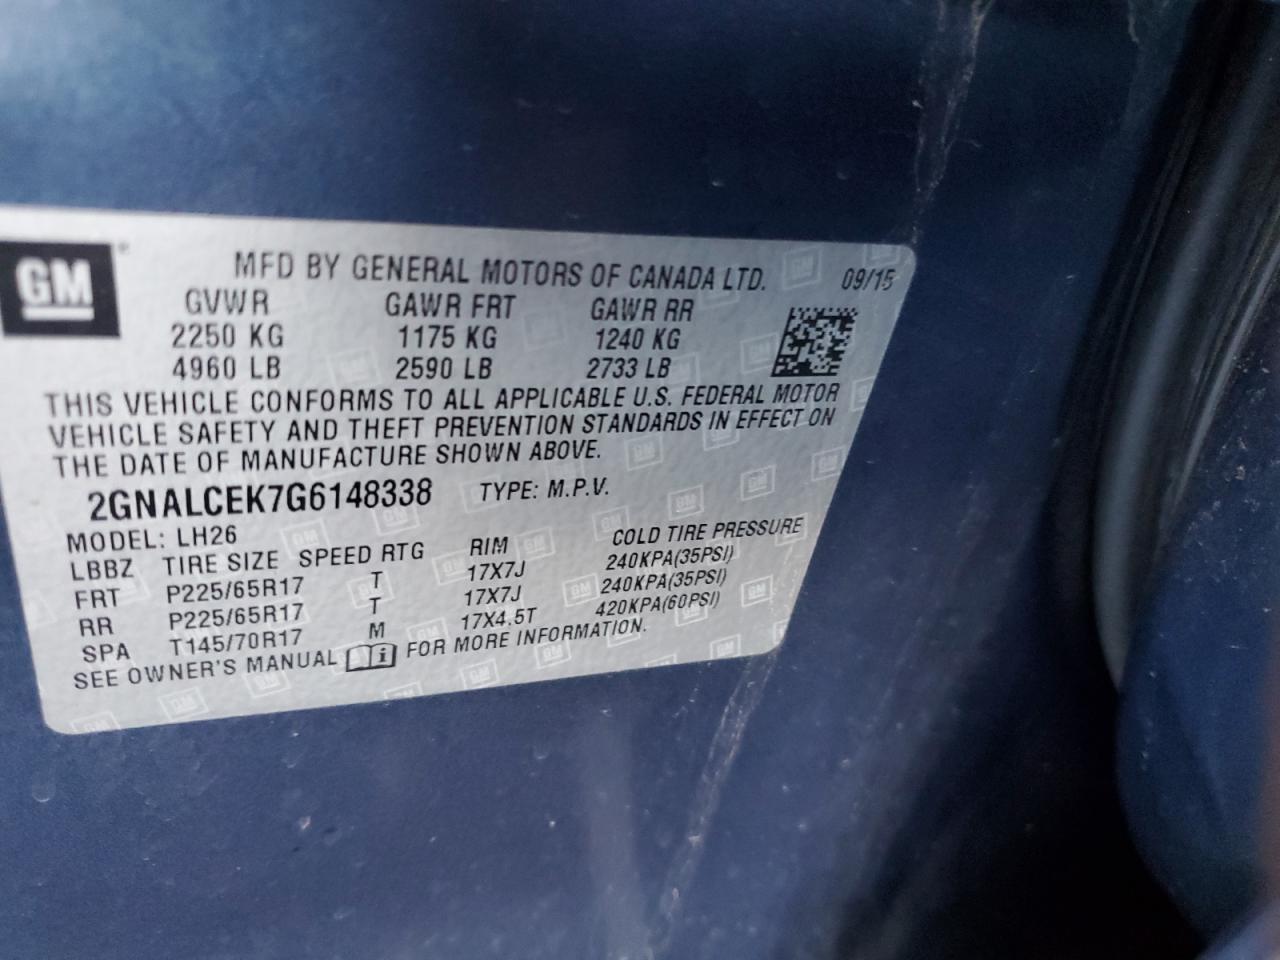 GM®
MFD BY GENERAL MOTORS OF CANADA LTD. 09/15
GVWR GAWR FRT GAWR RR
2250 KG 1175 KG 1240 KG
4960 LB 2590 LB 2733 LB
THIS VEHICLE CONFORMS TO ALL APPLICABLE U.S. FEDERAL MOTOR
VEHICLE SAFETY AND THEFT PREVENTION STANDARDS IN EFFECT ON
THE DATE OF MANUFACTURE SHOWN ABOVE.
2GNALCEK7G6148338 TYPE: M.P.V.
MODEL: LH26
LBBZ TIRE SIZE SPEED RTG RIM COLD TIRE PRESSURE
FRT P225/65R17 T 17X7J 240KPA(35PSI)
RR P225/65R17 T 17X7J 240KPA(35PSI)
SPA T145/70R17 M 17X4.5T 420KPA(60PSI)
SEE OWNER'S MANUAL i FOR MORE INFORMATION.